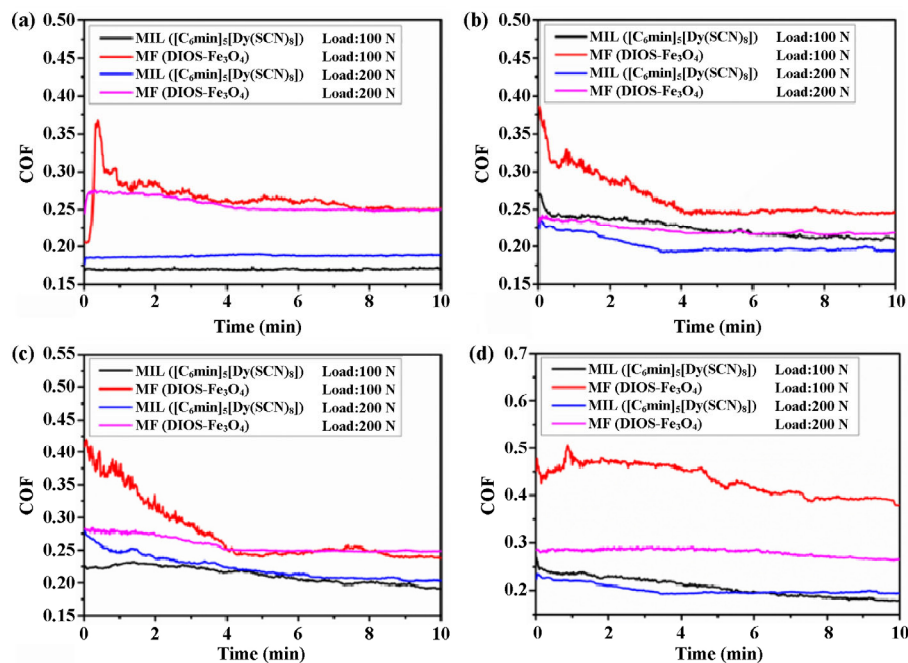 (a)
MIL ([C₆min]₅[Dy(SCN)₈]) Load:100 N
MF (DIOS-Fe₃O₄) Load:100 N
MIL ([C₆min]₅[Dy(SCN)₈]) Load:200 N
MF (DIOS-Fe₃O₄) Load:200 N
COF
0.50
0.45
0.40
0.35
0.30
0.25
0.20
0.15
0 2 4 6 8 10
Time (min)
(b)
MIL ([C₆min]₅[Dy(SCN)₈]) Load:100 N
MF (DIOS-Fe₃O₄) Load:100 N
MIL ([C₆min]₅[Dy(SCN)₈]) Load:200 N
MF (DIOS-Fe₃O₄) Load:200 N
COF
0.50
0.45
0.40
0.35
0.30
0.25
0.20
0.15
0 2 4 6 8 10
Time (min)
(c)
MIL ([C₆min]₅[Dy(SCN)₈]) Load:100 N
MF (DIOS-Fe₃O₄) Load:100 N
MIL ([C₆min]₅[Dy(SCN)₈]) Load:200 N
MF (DIOS-Fe₃O₄) Load:200 N
COF
0.55
0.50
0.45
0.40
0.35
0.30
0.25
0.20
0.15
0 2 4 6 8 10
Time (min)
(d)
MIL ([C₆min]₅[Dy(SCN)₈]) Load:100 N
MF (DIOS-Fe₃O₄) Load:100 N
MIL ([C₆min]₅[Dy(SCN)₈]) Load:200 N
MF (DIOS-Fe₃O₄) Load:200 N
COF
0.7
0.6
0.5
0.4
0.3
0.2
0 2 4 6 8 10
Time (min)